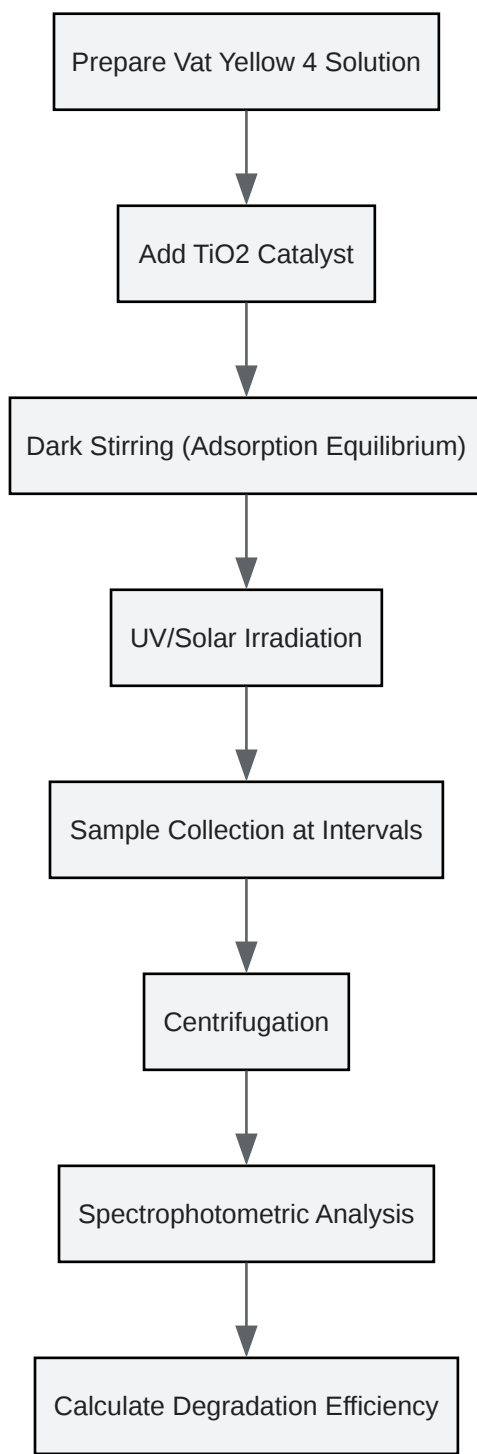 Prepare Vat Yellow 4 Solution
Add TiO2 Catalyst
Dark Stirring (Adsorption Equilibrium)
UV/Solar Irradiation
Sample Collection at Intervals
Centrifugation
Spectrophotometric Analysis
Calculate Degradation Efficiency